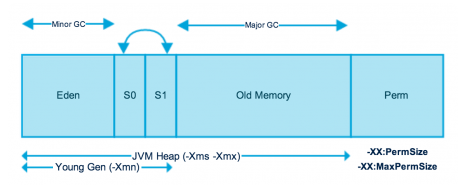 Minor GC
Major GC
Eden
S0
S1
Old Memory
Perm
JVM Heap (-Xms -Xmx)
-XX:PermSize
Young Gen (-Xmn)
-XX:MaxPermSize